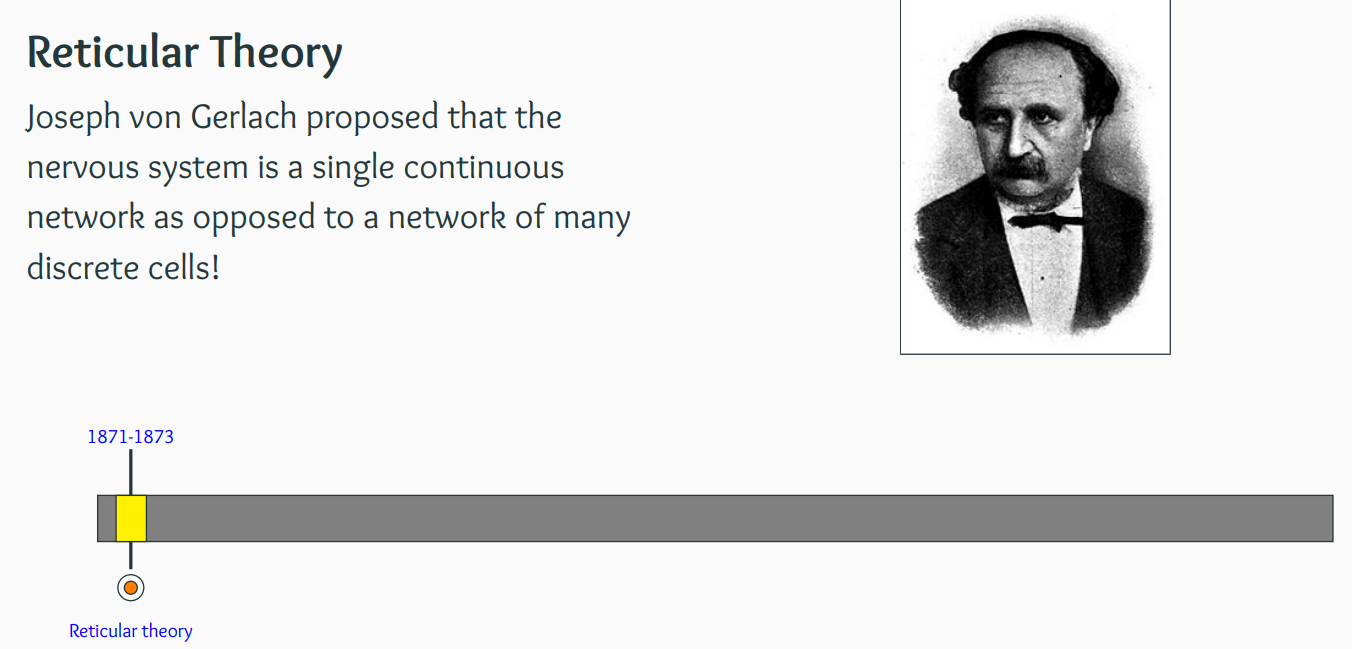 Reticular Theory
Joseph von Gerlach proposed that the
nervous system is a single continuous
network as opposed to a network of many
discrete cells!
1871-1873
Reticular theory